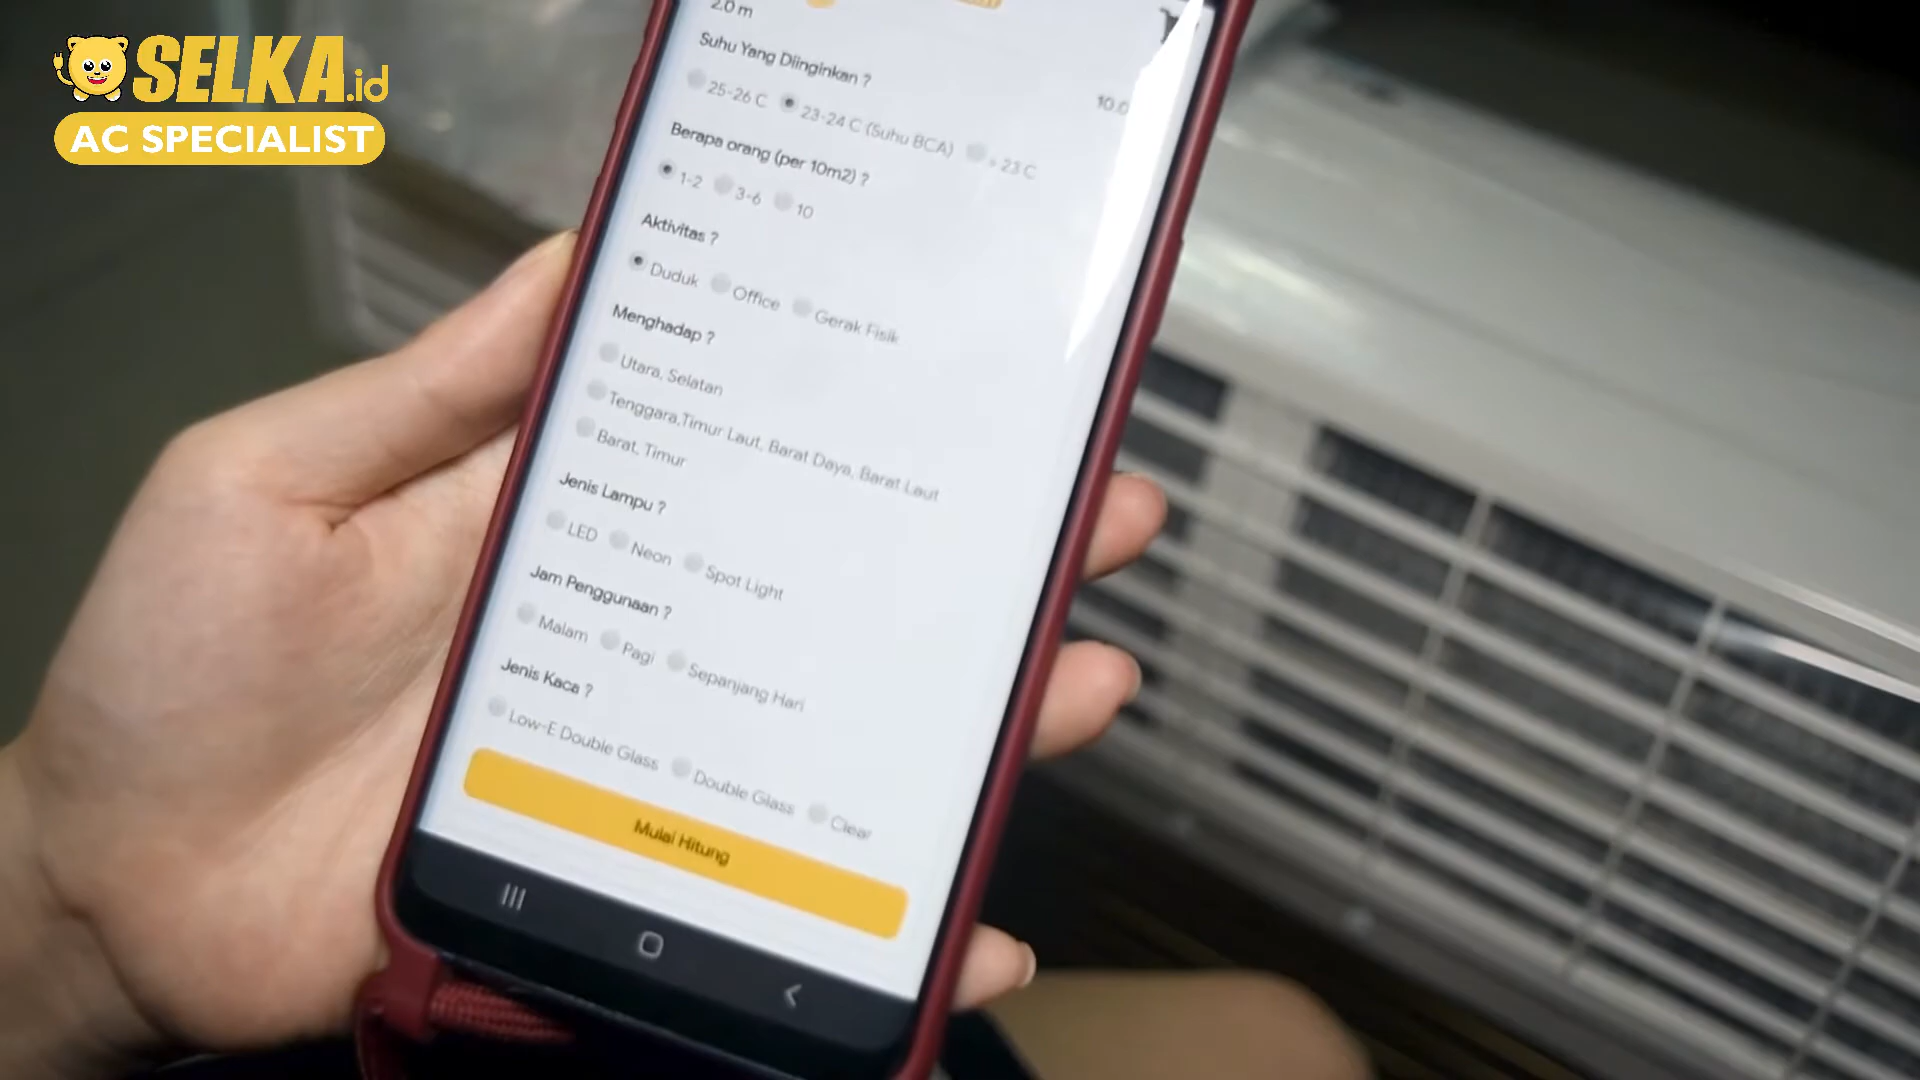 SELKA.id
AC SPECIALIST
2.0 m
10.0
Suhu Yang Diinginkan ?
25-26 C 23-24 C (Suhu BCA) > 23 C
Berapa orang (per 10m2) ?
1-2 3-6 10
Aktivitas ?
Duduk Office Gerak Fisik
Menghadap ?
Utara, Selatan
Tenggara,Timur Laut, Barat Daya, Barat Laut
Barat, Timur
Jenis Lampu ?
LED Neon Spot Light
Jam Penggunaan ?
Malam Pagi Sepanjang Hari
Jenis Kaca ?
Low-E Double Glass Double Glass Clear
Mulai Hitung